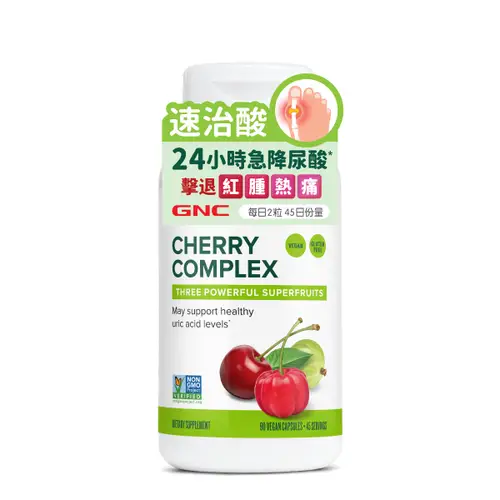 速治酸
24小時急降尿酸*
擊退紅腫熱痛
GNC 每日2粒 45日份量
CHERRY
COMPLEX
VEGAN
GLUTEN FREE
THREE POWERFUL SUPERFRUITS
May support healthy
uric acid levels*
NON
GMO
Project
VERIFIED
DIETARY SUPPLEMENT
90 VEGAN CAPSULES • 45 SERVINGS